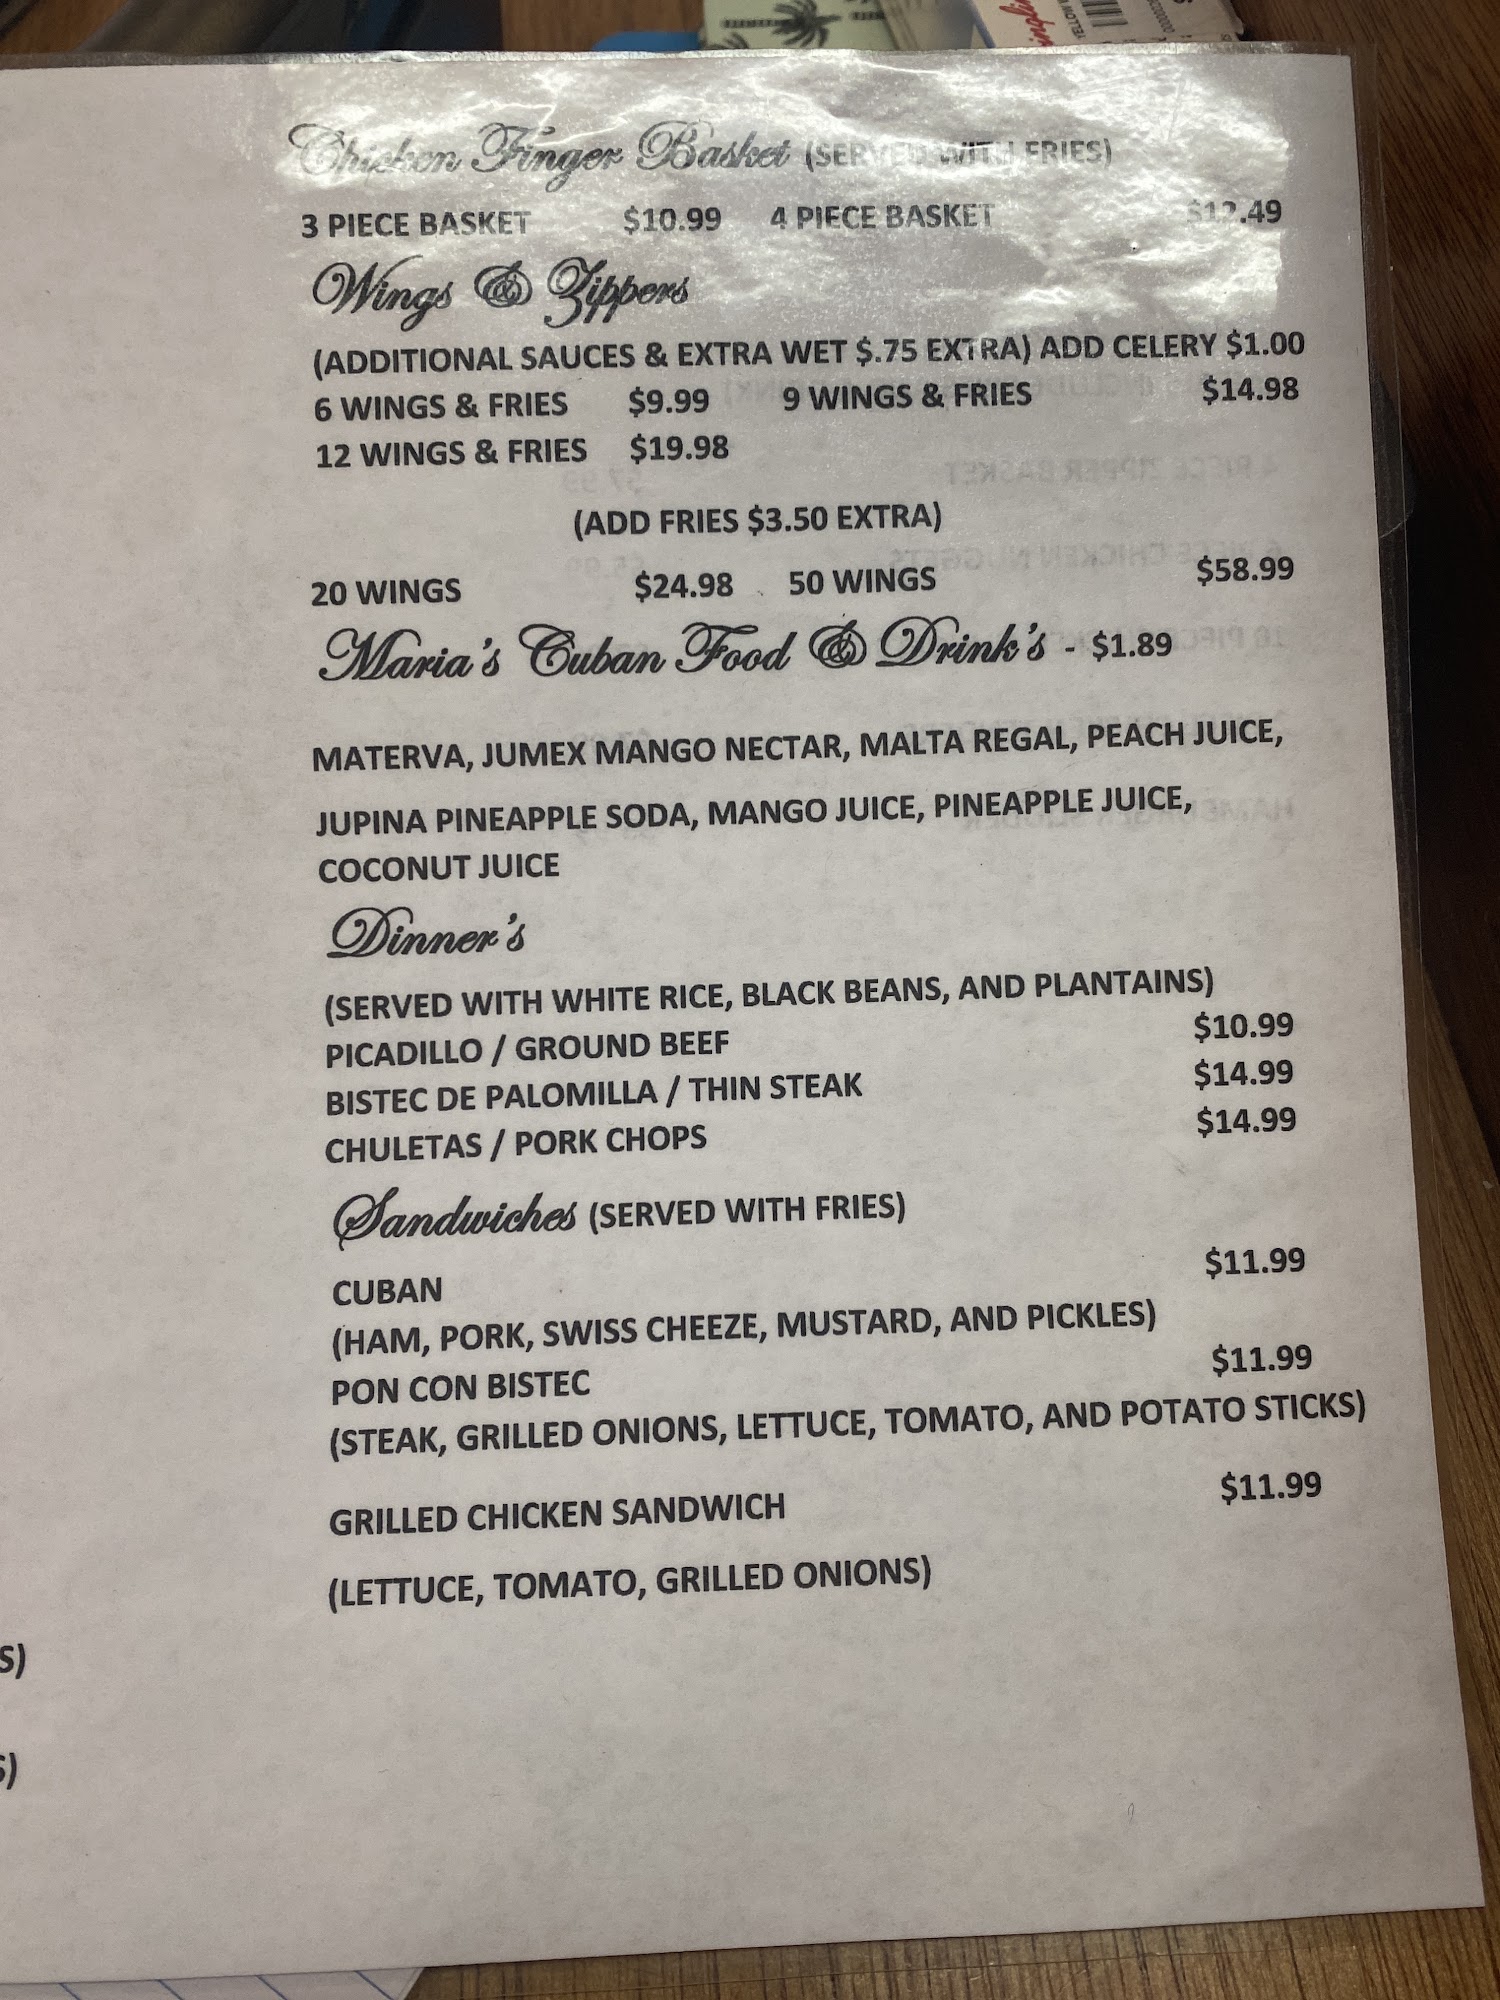 Chicken Finger Basket (SERVED WITH FRIES)
3 PIECE BASKET $10.99 4 PIECE BASKET $12.49
Wings & Zippers
(ADDITIONAL SAUCES & EXTRA WET $.75 EXTRA) ADD CELERY $1.00
6 WINGS & FRIES $9.99 9 WINGS & FRIES $14.98
12 WINGS & FRIES $19.98
(ADD FRIES $3.50 EXTRA)
20 WINGS $24.98 50 WINGS $58.99
Maria's Cuban Food & Drink's - $1.89
MATERVA, JUMEX MANGO NECTAR, MALTA REGAL, PEACH JUICE,
JUPINA PINEAPPLE SODA, MANGO JUICE, PINEAPPLE JUICE,
COCONUT JUICE
Dinner's
(SERVED WITH WHITE RICE, BLACK BEANS, AND PLANTAINS)
PICADILLO / GROUND BEEF $10.99
BISTEC DE PALOMILLA / THIN STEAK $14.99
CHULETAS / PORK CHOPS $14.99
Sandwiches (SERVED WITH FRIES)
CUBAN $11.99
(HAM, PORK, SWISS CHEEZE, MUSTARD, AND PICKLES)
PON CON BISTEC $11.99
(STEAK, GRILLED ONIONS, LETTUCE, TOMATO, AND POTATO STICKS)
GRILLED CHICKEN SANDWICH $11.99
(LETTUCE, TOMATO, GRILLED ONIONS)
S)
S)